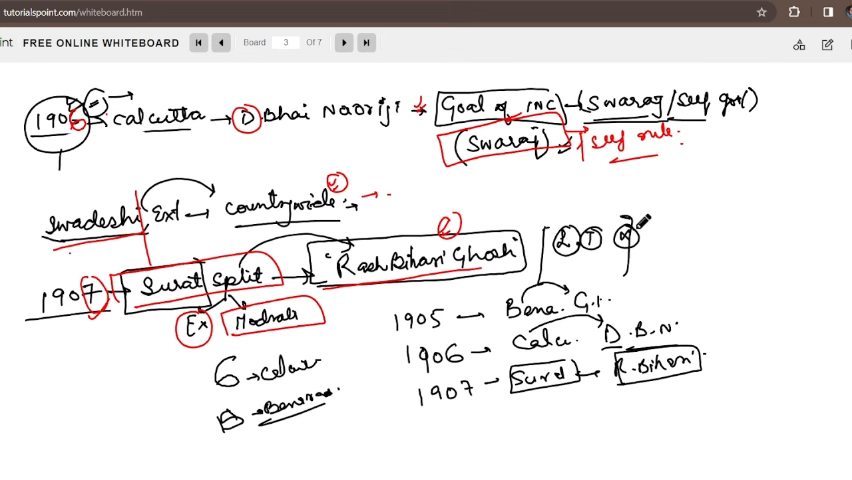 tutorialspoint.com/whiteboard.htm
FREE ONLINE WHITEBOARD Board 3 Of 7
1906 → Calcutta → D Bhai Naoriji → Goal of INC → Swaraj/Self govt)
(Swaraj) Self rule.
Swadeshi Ext → Countrywide →
1907 → Surat Split → "Rash Bihari Ghosh"
Ex Modrats
1905 — Bena. G.
1906 — Calcu. D.B.N.
1907 — Surat — R. Bihari